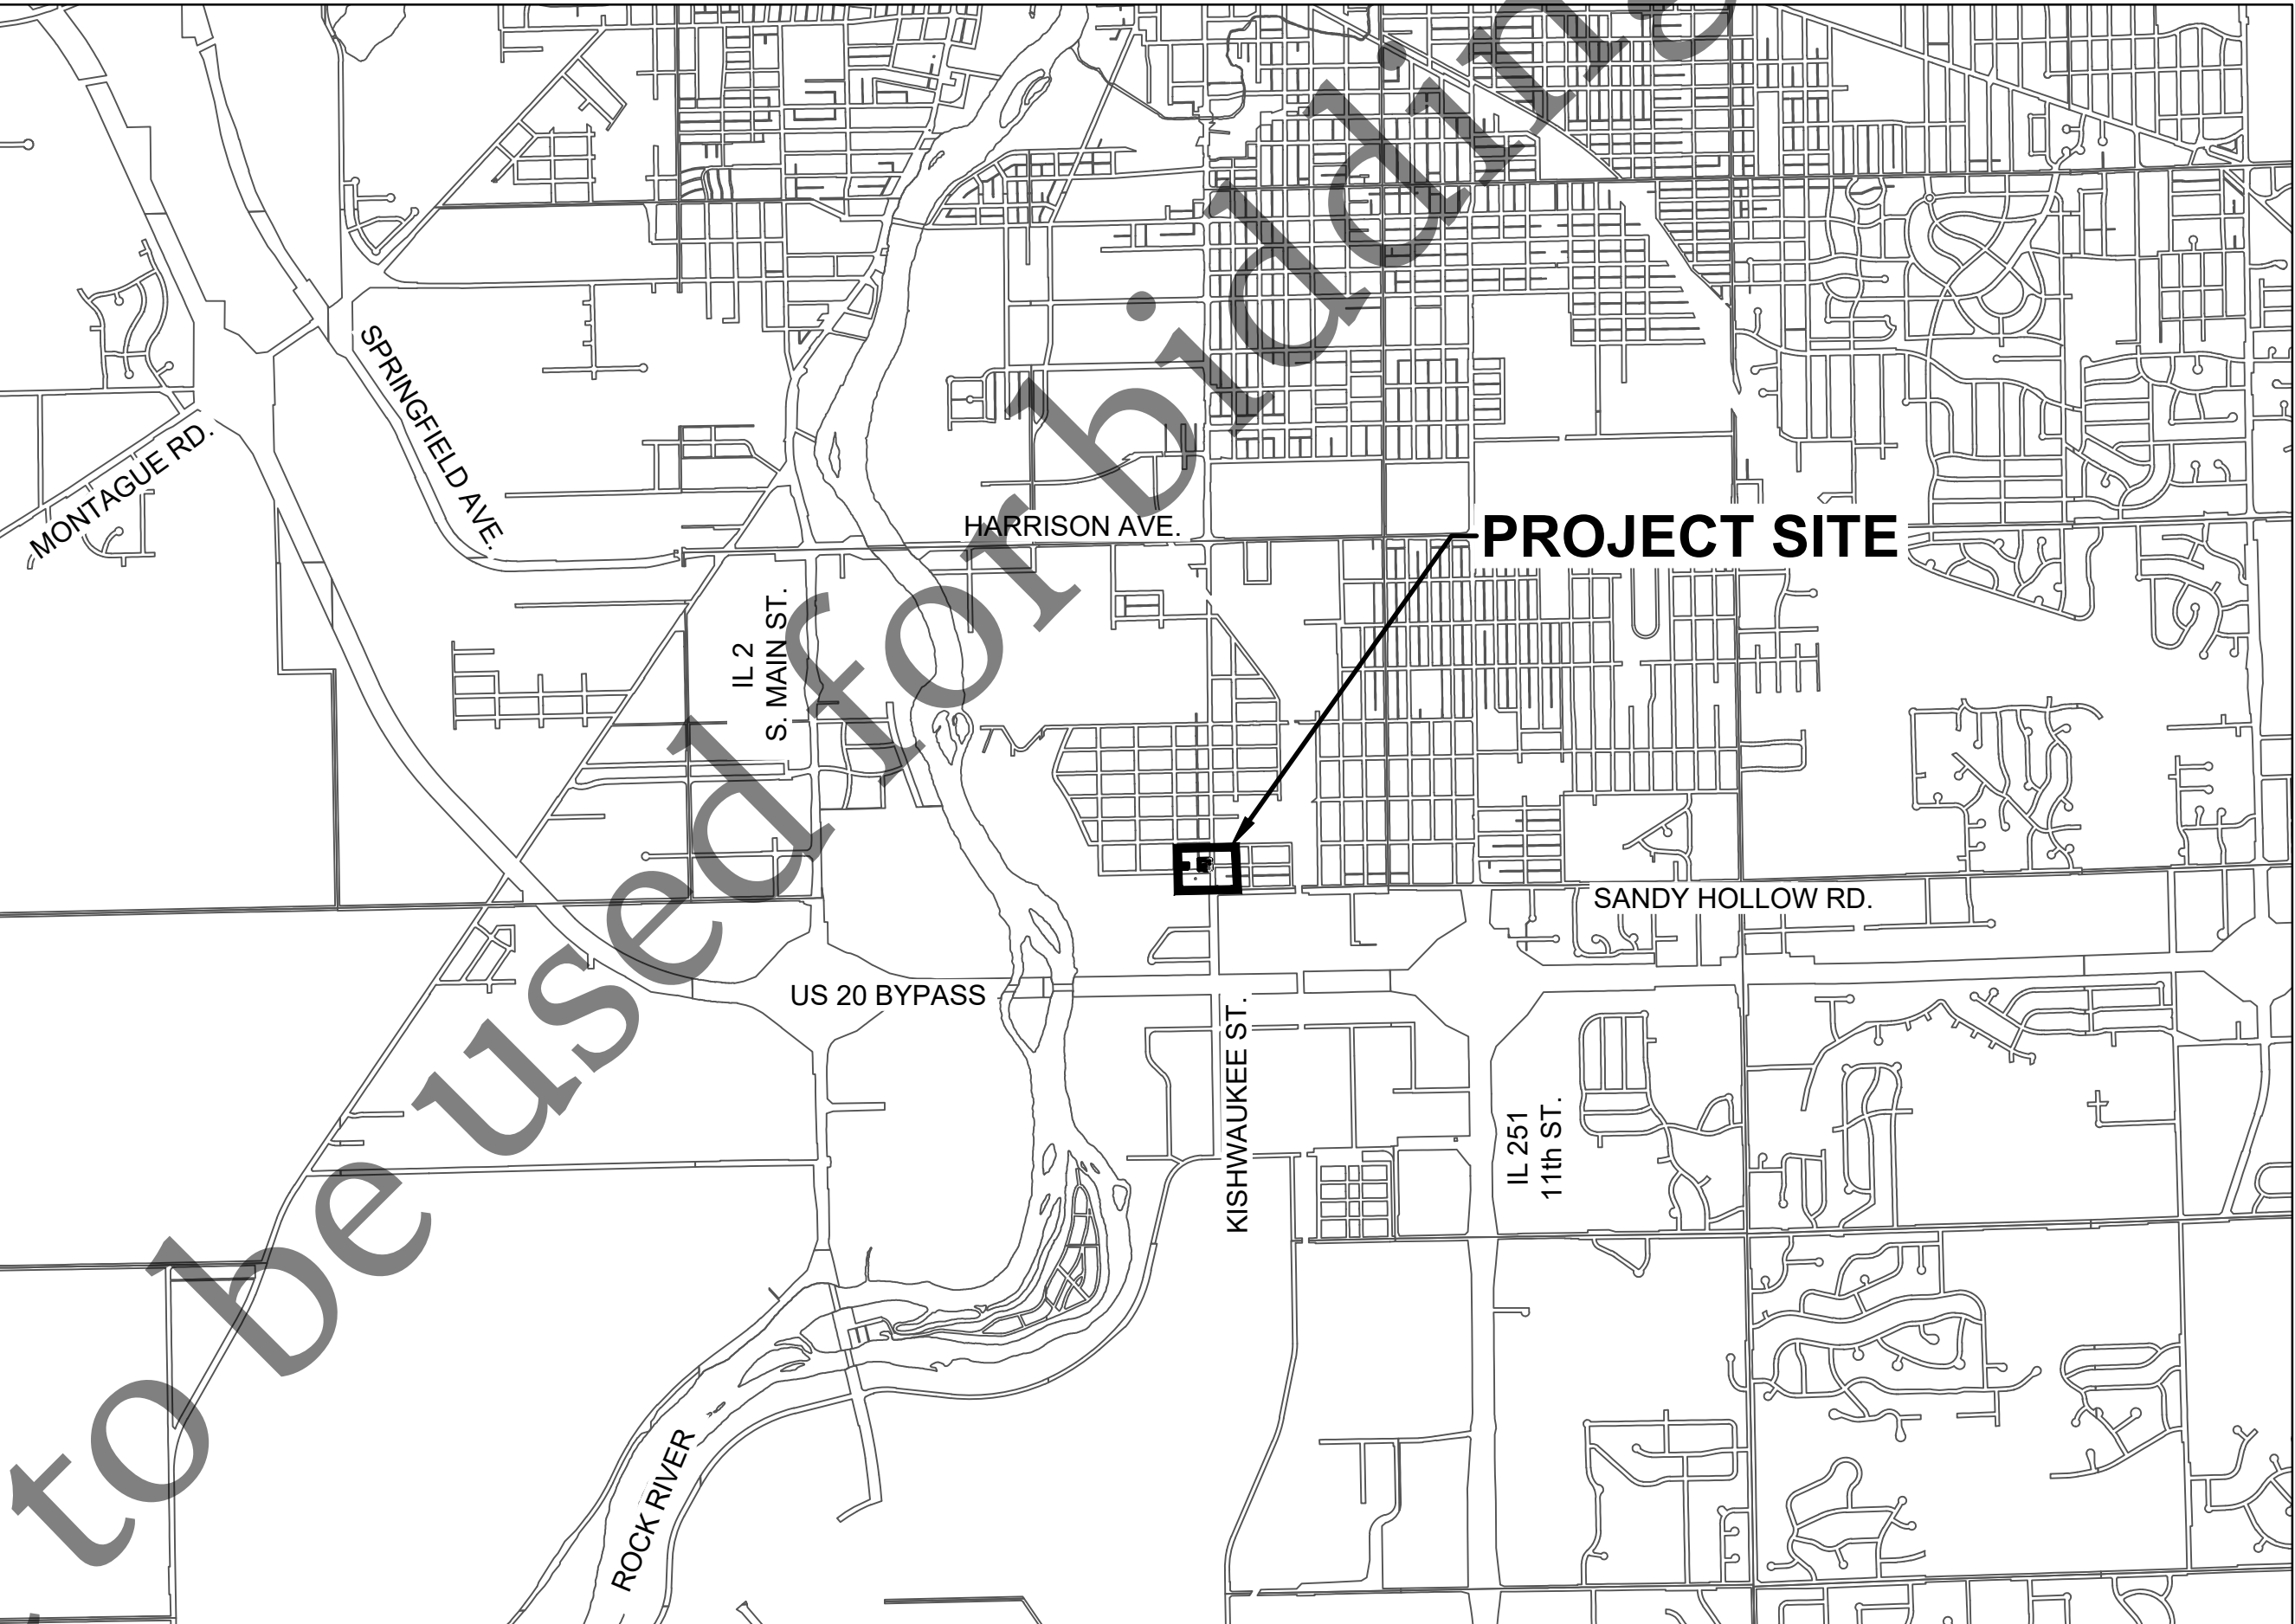 SPRINGFIELD AVE.
MONTAGUE RD.
HARRISON AVE.
PROJECT SITE
IL 2
S. MAIN ST.
SANDY HOLLOW RD.
US 20 BYPASS
KISHWAUKEE ST.
IL 251
11th ST.
ROCK RIVER
to be used for bidding